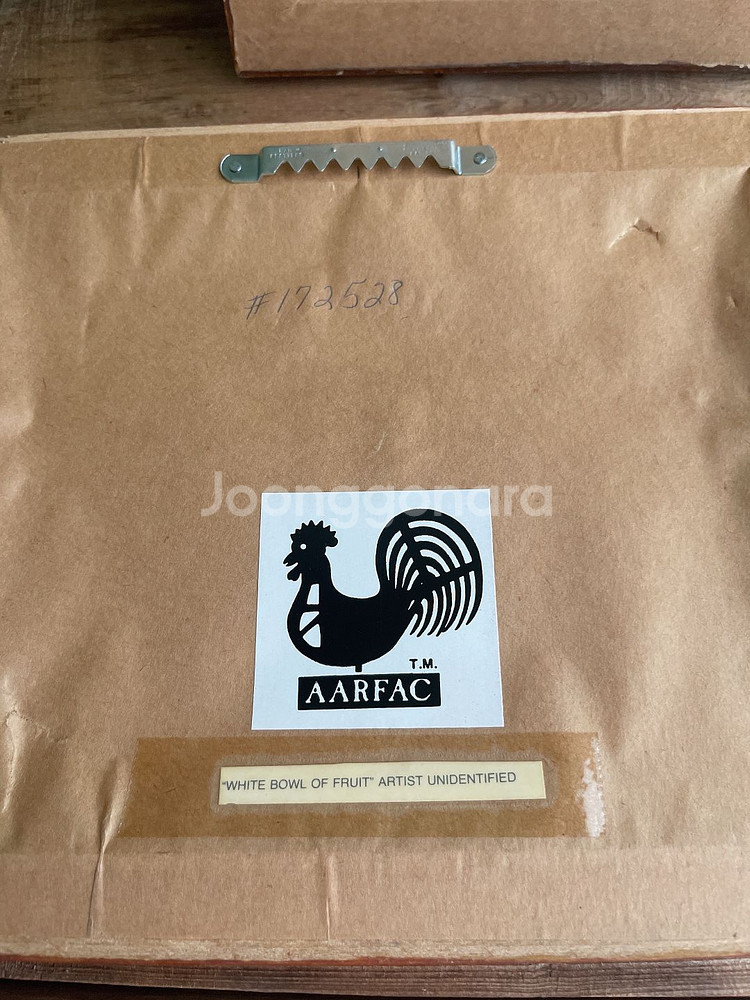 #172528
Joonggonara
T.M.
AARFAC
"WHITE BOWL OF FRUIT" ARTIST UNIDENTIFIED